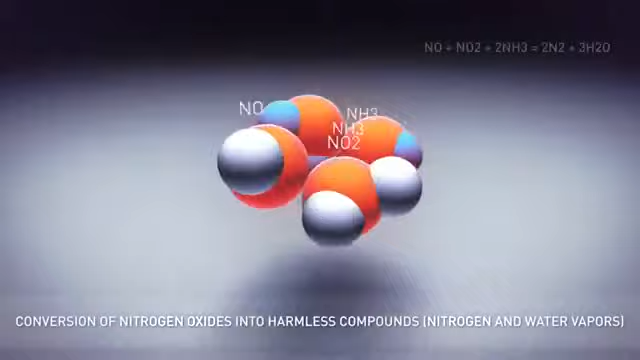 NO + NO2 + 2NH3 = 2N2 + 3H2O
NO
NH3
NH3
NO2
CONVERSION OF NITROGEN OXIDES INTO HARMLESS COMPOUNDS (NITROGEN AND WATER VAPORS)